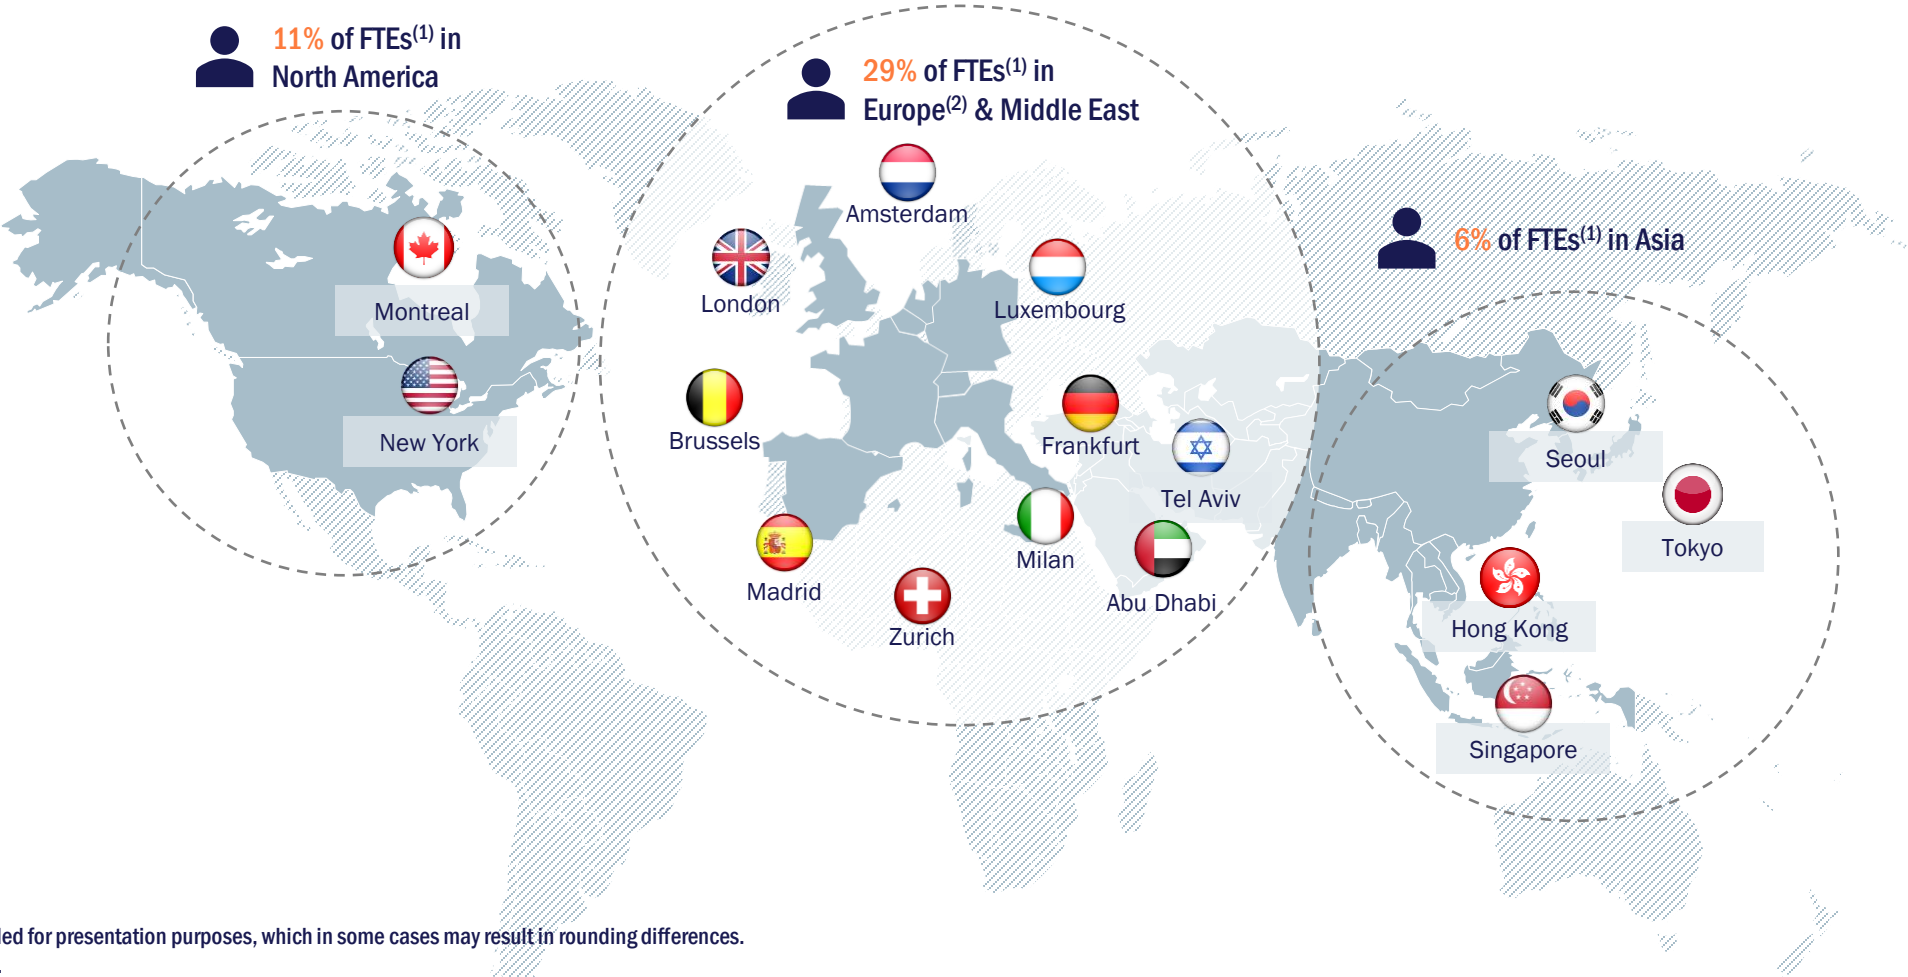 11% of FTEs(1) in
North America
29% of FTEs(1) in
Europe(2) & Middle East
6% of FTEs(1) in Asia
Amsterdam
London
Luxembourg
Montreal
New York
Brussels
Frankfurt
Tel Aviv
Seoul
Tokyo
Madrid
Milan
Abu Dhabi
Zurich
Hong Kong
Singapore
for presentation purposes, which in some cases may result in rounding differences.